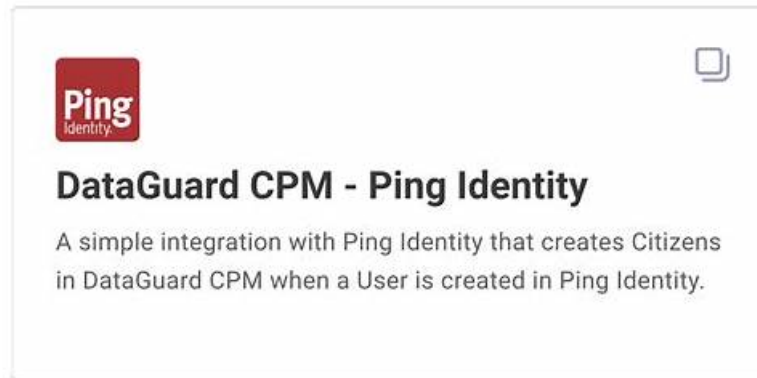 Ping
Identity.
DataGuard CPM - Ping Identity
A simple integration with Ping Identity that creates Citizens
in DataGuard CPM when a User is created in Ping Identity.